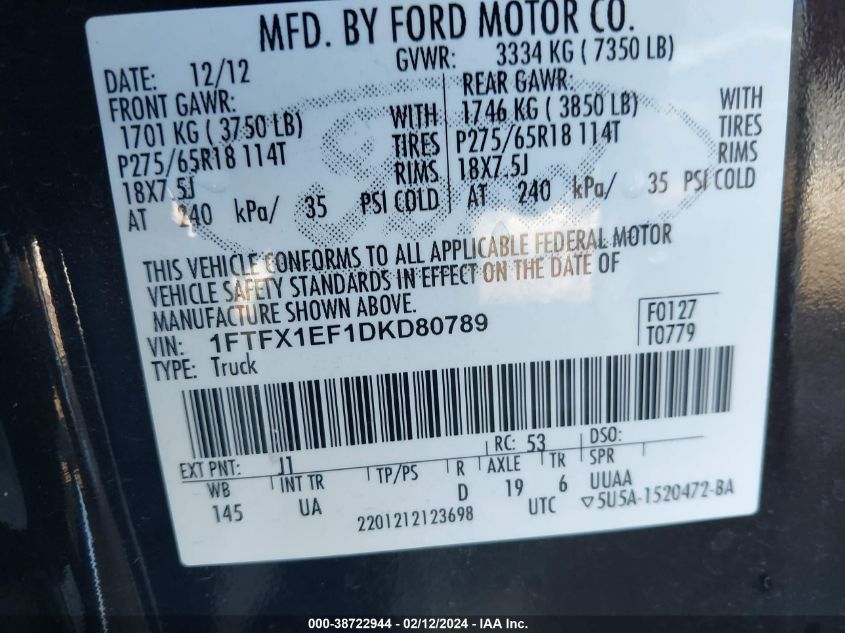 MFD. BY FORD MOTOR CO.
DATE: 12/12 GVWR: 3334 KG ( 7350 LB)
FRONT GAWR: REAR GAWR:
1701 KG ( 3750 LB) WITH 1746 KG ( 3850 LB) WITH
P275/65R18 114T TIRES P275/65R18 114T TIRES
18X7.5J RIMS 18X7.5J RIMS
AT 240 kPa/ 35 PSI COLD AT 240 kPa/ 35 PSI COLD
THIS VEHICLE CONFORMS TO ALL APPLICABLE FEDERAL MOTOR
VEHICLE SAFETY STANDARDS IN EFFECT ON THE DATE OF
MANUFACTURE SHOWN ABOVE.
VIN: 1FTFX1EF1DKD80789 F0127
TYPE: Truck T0779
EXT PNT: J1 RC: 53 DSO:
WB INT TR TP/PS R AXLE TR SPR
145 UA D 19 6 UUAA
2201212123698 UTC ▽5U5A-1520472-BA
000-38722944 - 02/12/2024 - IAA Inc.